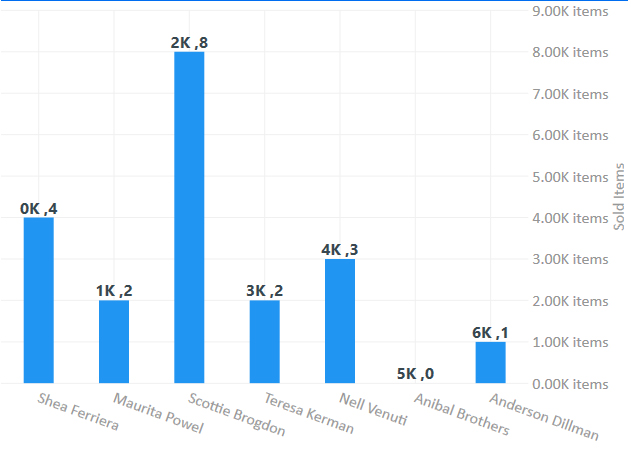 9.00K items
2K ,8
8.00K items
7.00K items
6.00K items
5.00K items
Sold Items
0K ,4
4.00K items
4K ,3
3.00K items
1K ,2
3K ,2
2.00K items
6K ,1
1.00K items
5K ,0
0.00K items
Shea Ferriera
Maurita Powel
Scottie Brogdon
Teresa Kerman
Nell Venuti
Anibal Brothers
Anderson Dillman